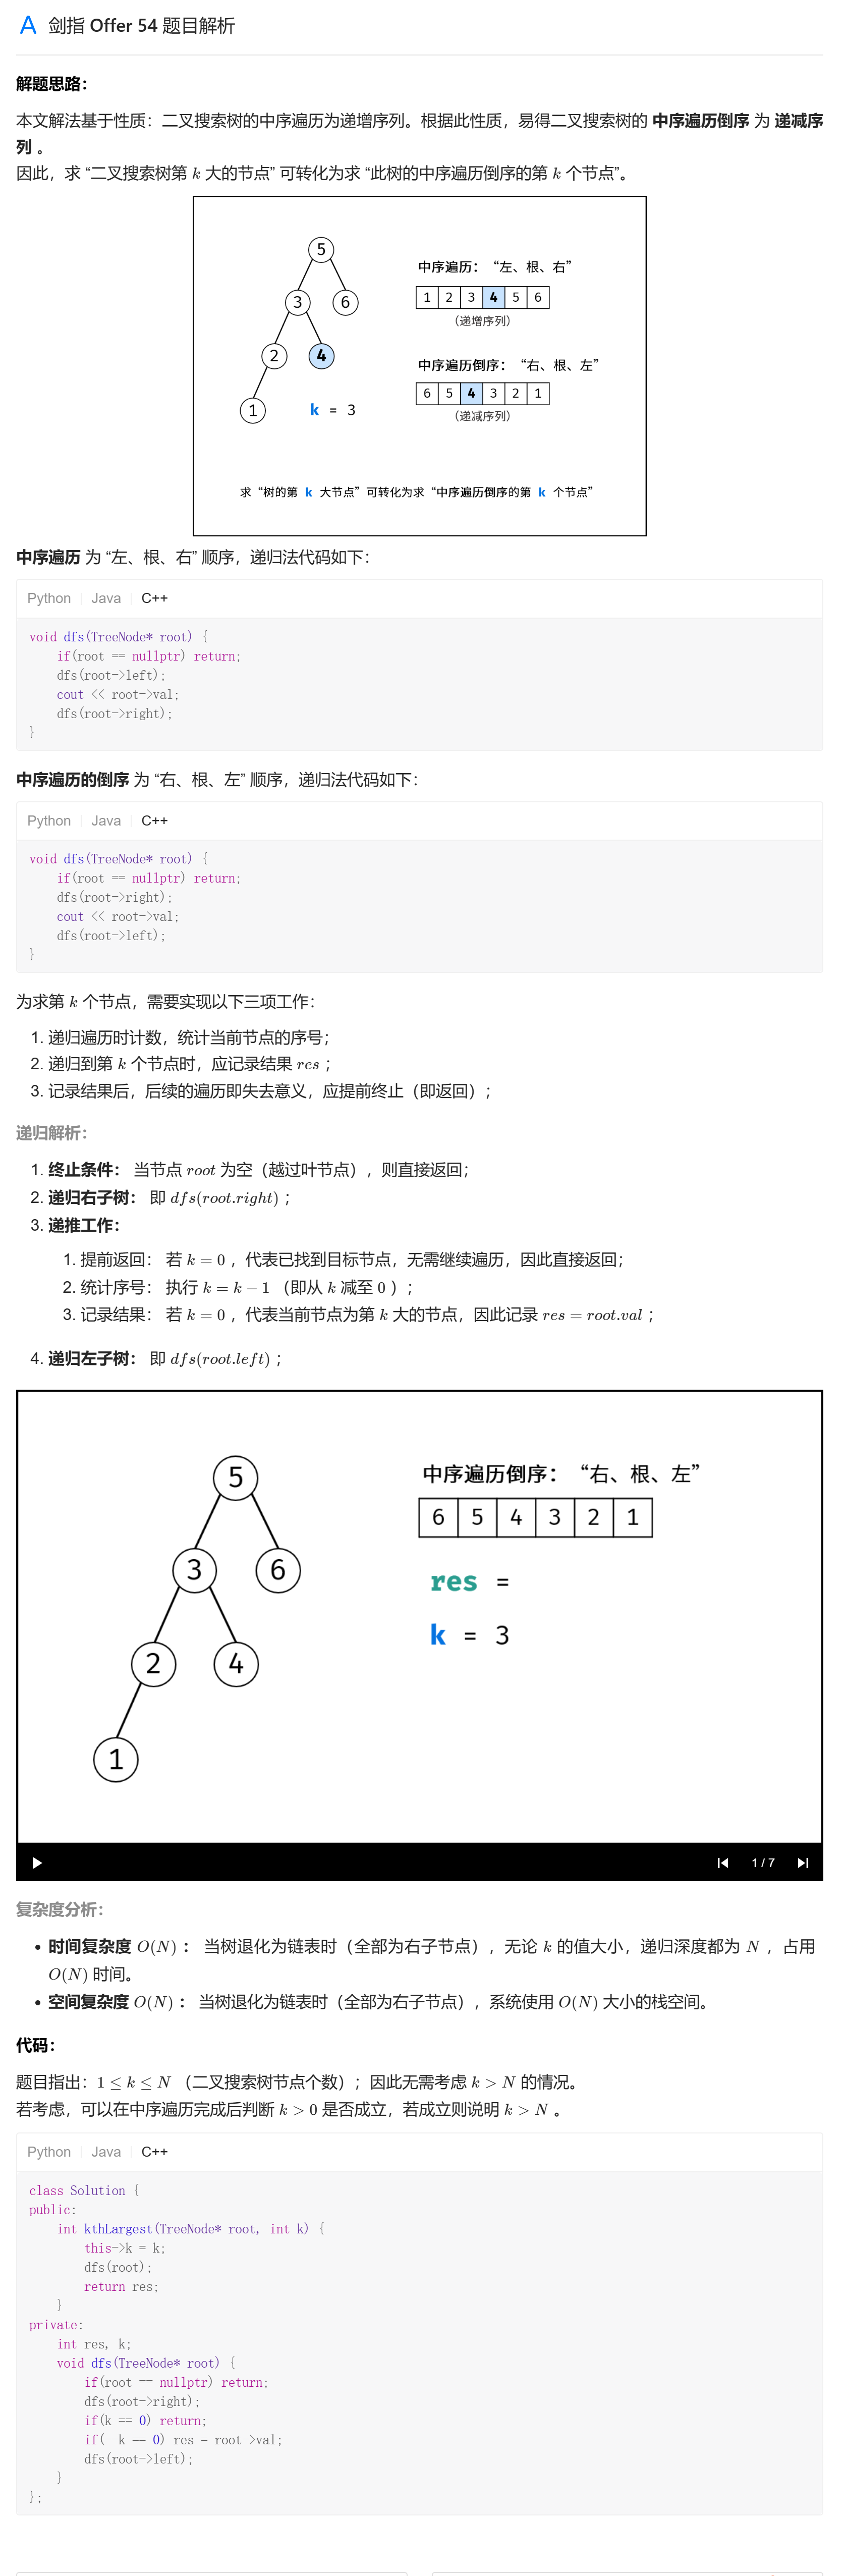 剑指 Offer 54 题目解析
解题思路：
本文解法基于性质：二叉搜索树的中序遍历为递增序列。根据此性质，易得二叉搜索树的 中序遍历倒序 为 递减序
列 。
因此，求 “二叉搜索树第 k 大的节点” 可转化为求 “此树的中序遍历倒序的第 k 个节点”。
5
3
6
2
4
1
k = 3
中序遍历： “左、根、右”
1 2 3 4 5 6
（递增序列）
中序遍历倒序： “右、根、左”
6 5 4 3 2 1
（递减序列）
求“树的第 k 大节点”可转化为求“中序遍历倒序的第 k 个节点”
中序遍历 为 “左、根、右” 顺序，递归法代码如下：
Python Java C++
void dfs(TreeNode* root) {
    if(root == nullptr) return;
    dfs(root->left);
    cout << root->val;
    dfs(root->right);
}
中序遍历的倒序 为 “右、根、左” 顺序，递归法代码如下：
Python Java C++
void dfs(TreeNode* root) {
    if(root == nullptr) return;
    dfs(root->right);
    cout << root->val;
    dfs(root->left);
}
为求第 k 个节点，需要实现以下三项工作：
1. 递归遍历时计数，统计当前节点的序号；
2. 递归到第 k 个节点时，应记录结果 res ；
3. 记录结果后，后续的遍历即失去意义，应提前终止（即返回）；
递归解析：
1. 终止条件： 当节点 root 为空（越过叶节点），则直接返回；
2. 递归右子树： 即 dfs(root.right) ；
3. 递推工作：
1. 提前返回： 若 k = 0 ，代表已找到目标节点，无需继续遍历，因此直接返回；
2. 统计序号： 执行 k = k − 1 （即从 k 减至 0 ）；
3. 记录结果： 若 k = 0 ，代表当前节点为第 k 大的节点，因此记录 res = root.val ；
4. 递归左子树： 即 dfs(root.left) ；
5
3
6
2
4
1
中序遍历倒序： “右、根、左”
6 5 4 3 2 1
res =
k = 3
1 / 7
复杂度分析：
• 时间复杂度 O(N) ： 当树退化为链表时（全部为右子节点），无论 k 的值大小，递归深度都为 N ，占用
O(N) 时间。
• 空间复杂度 O(N) ： 当树退化为链表时（全部为右子节点），系统使用 O(N) 大小的栈空间。
代码：
题目指出：1 ≤ k ≤ N （二叉搜索树节点个数）；因此无需考虑 k > N 的情况。
若考虑，可以在中序遍历完成后判断 k > 0 是否成立，若成立则说明 k > N 。
Python Java C++
class Solution {
public:
    int kthLargest(TreeNode* root, int k) {
        this->k = k;
        dfs(root);
        return res;
    }
private:
    int res, k;
    void dfs(TreeNode* root) {
        if(root == nullptr) return;
        dfs(root->right);
        if(k == 0) return;
        if(--k == 0) res = root->val;
        dfs(root->left);
    }
};